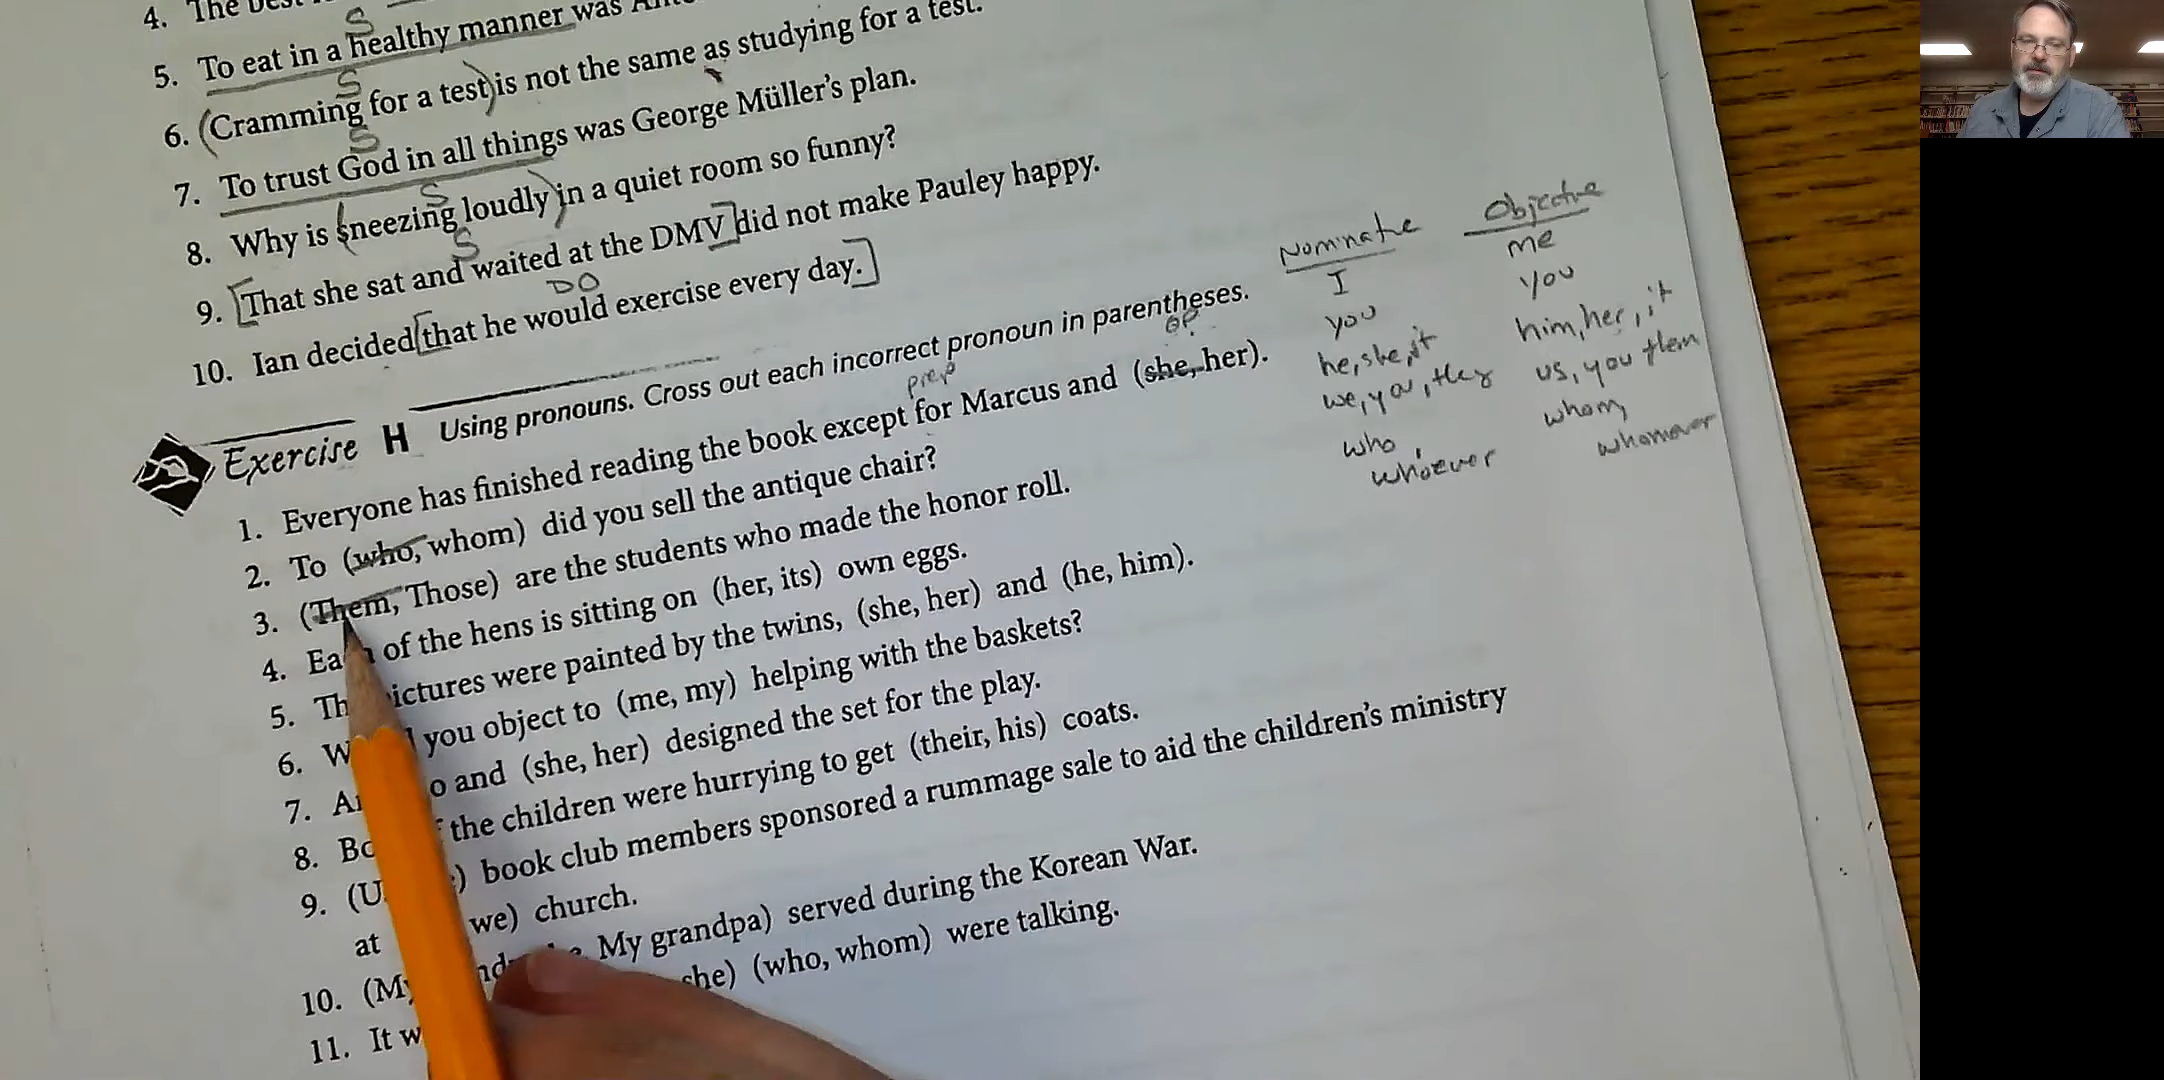 4. The best
S
5. To eat in a healthy manner was
S
6. (Cramming for a test) is not the same as studying for a test.
S
7. To trust God in all things was George Müller's plan.
S
8. Why is (sneezing loudly) in a quiet room so funny?
S
9. [That she sat and waited at the DMV] did not make Pauley happy.
DO
10. Ian decided [that he would exercise every day.]
Exercise H Using pronouns. Cross out each incorrect pronoun in parentheses.
prep OP
1. Everyone has finished reading the book except for Marcus and (she, her).
2. To (who, whom) did you sell the antique chair?
3. (Them, Those) are the students who made the honor roll.
4. Each of the hens is sitting on (her, its) own eggs.
5. The pictures were painted by the twins, (she, her) and (he, him).
6. W you object to (me, my) helping with the baskets?
7. and (she, her) designed the set for the play.
8. the children were hurrying to get (their, his) coats.
9. (U ) book club members sponsored a rummage sale to aid the children's ministry
at we) church.
10. (My My grandpa) served during the Korean War.
11. It w she) (who, whom) were talking.
Nominative Objective
I me
you you
he, she, it him, her, it
we, you, they us, you them
who, whom,
whoever whomever